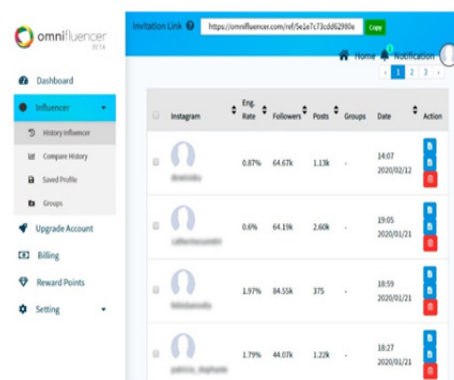 omnifluencer
BETA
Invitation Link ? https://omnifluencer.com/ref/5e1e7c73cdd62980e Copy
Home Notification
‹ 1 2 3 ›
Dashboard
Influencer
History Influencer
Compare History
Saved Profile
Groups
Upgrade Account
Billing
Reward Points
Setting
Instagram Eng. Rate Followers Posts Groups Date Action
0.87% 64.67k 1.13k - 14:07 2020/02/12
0.6% 64.19k 2.60k - 19:05 2020/01/21
1.97% 84.55k 375 - 18:59 2020/01/21
1.79% 44.07k 1.22k - 18:27 2020/01/21